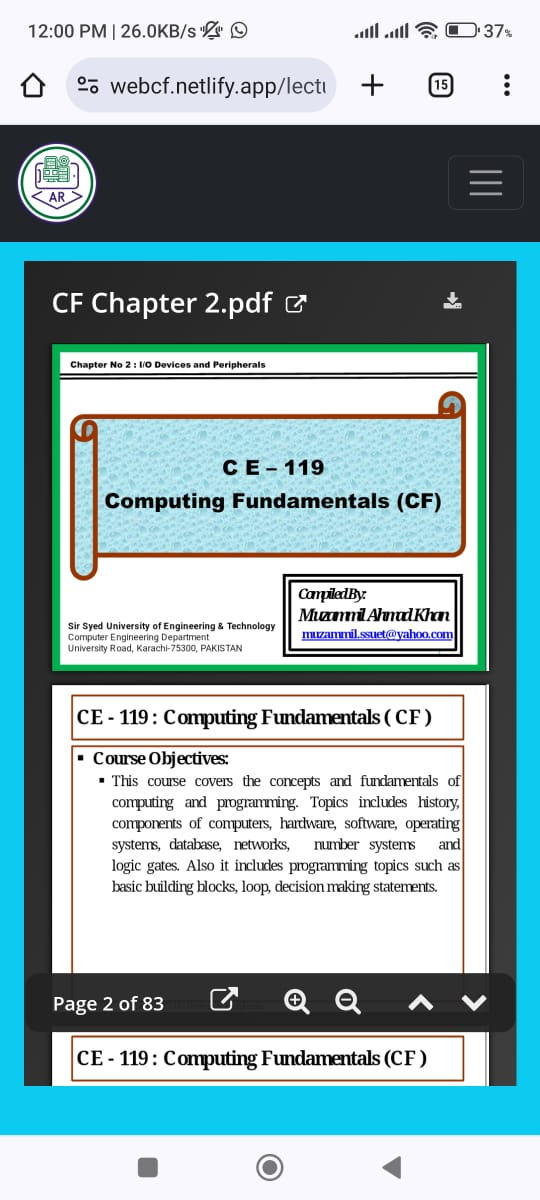 12:00 PM | 26.0KB/s
37%
webcf.netlify.app/lectu
15
AR
CF Chapter 2.pdf
Chapter No 2 : I/O Devices and Peripherals
C E – 119
Computing Fundamentals (CF)
Compiled By:
Muzammil Ahmad Khan
muzammil.ssuet@yahoo.com
Sir Syed University of Engineering & Technology
Computer Engineering Department
University Road, Karachi-75300, PAKISTAN
CE - 119 : Computing Fundamentals ( CF )
▪ Course Objectives:
▪ This course covers the concepts and fundamentals of
computing and programming. Topics includes history,
components of computers, hardware, software, operating
systems, database, networks, number systems and
logic gates. Also it includes programming topics such as
basic building blocks, loop, decision making statements.
Page 2 of 83
CE - 119 : Computing Fundamentals (CF )